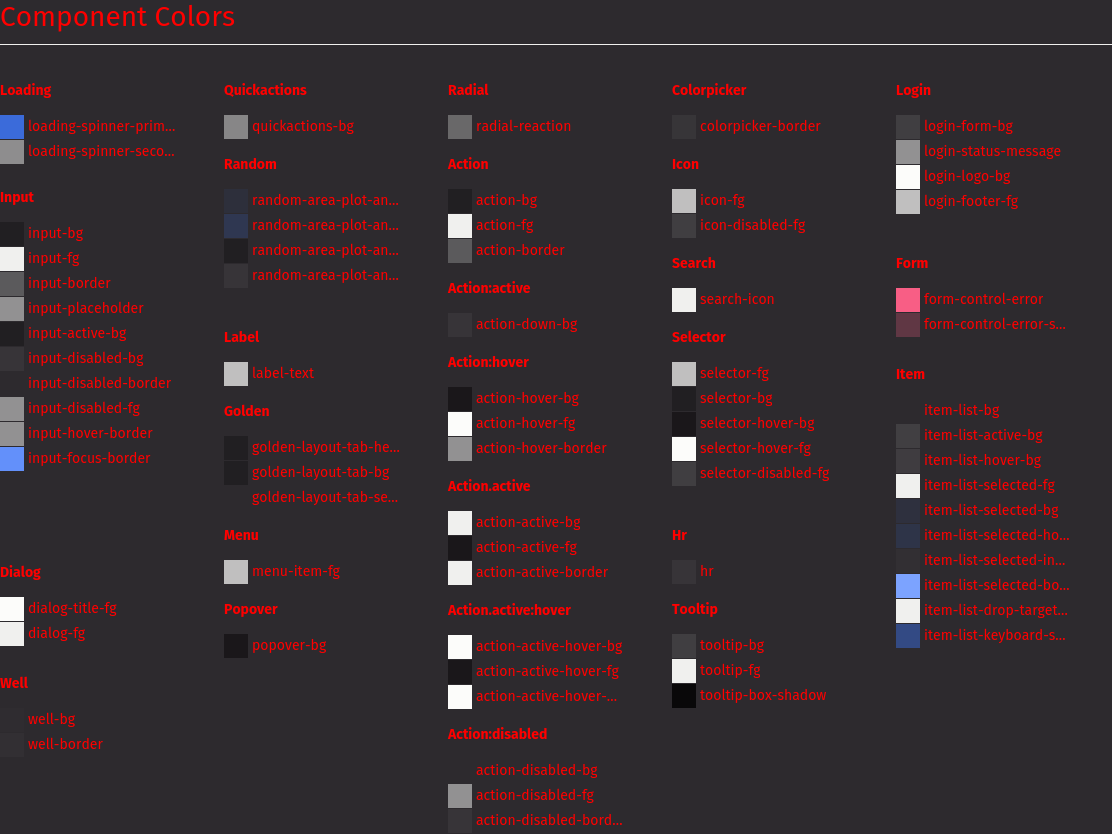 Component Colors
Loading
loading-spinner-prim...
loading-spinner-seco...
Input
input-bg
input-fg
input-border
input-placeholder
input-active-bg
input-disabled-bg
input-disabled-border
input-disabled-fg
input-hover-border
input-focus-border
Dialog
dialog-title-fg
dialog-fg
Well
well-bg
well-border
Quickactions
quickactions-bg
Random
random-area-plot-an...
random-area-plot-an...
random-area-plot-an...
random-area-plot-an...
Label
label-text
Golden
golden-layout-tab-he...
golden-layout-tab-bg
golden-layout-tab-se...
Menu
menu-item-fg
Popover
popover-bg
Radial
radial-reaction
Action
action-bg
action-fg
action-border
Action:active
action-down-bg
Action:hover
action-hover-bg
action-hover-fg
action-hover-border
Action.active
action-active-bg
action-active-fg
action-active-border
Action.active:hover
action-active-hover-bg
action-active-hover-fg
action-active-hover-...
Action:disabled
action-disabled-bg
action-disabled-fg
action-disabled-bord...
Colorpicker
colorpicker-border
Icon
icon-fg
icon-disabled-fg
Search
search-icon
Selector
selector-fg
selector-bg
selector-hover-bg
selector-hover-fg
selector-disabled-fg
Hr
hr
Tooltip
tooltip-bg
tooltip-fg
tooltip-box-shadow
Login
login-form-bg
login-status-message
login-logo-bg
login-footer-fg
Form
form-control-error
form-control-error-s...
Item
item-list-bg
item-list-active-bg
item-list-hover-bg
item-list-selected-fg
item-list-selected-bg
item-list-selected-ho...
item-list-selected-in...
item-list-selected-bo...
item-list-drop-target...
item-list-keyboard-s...